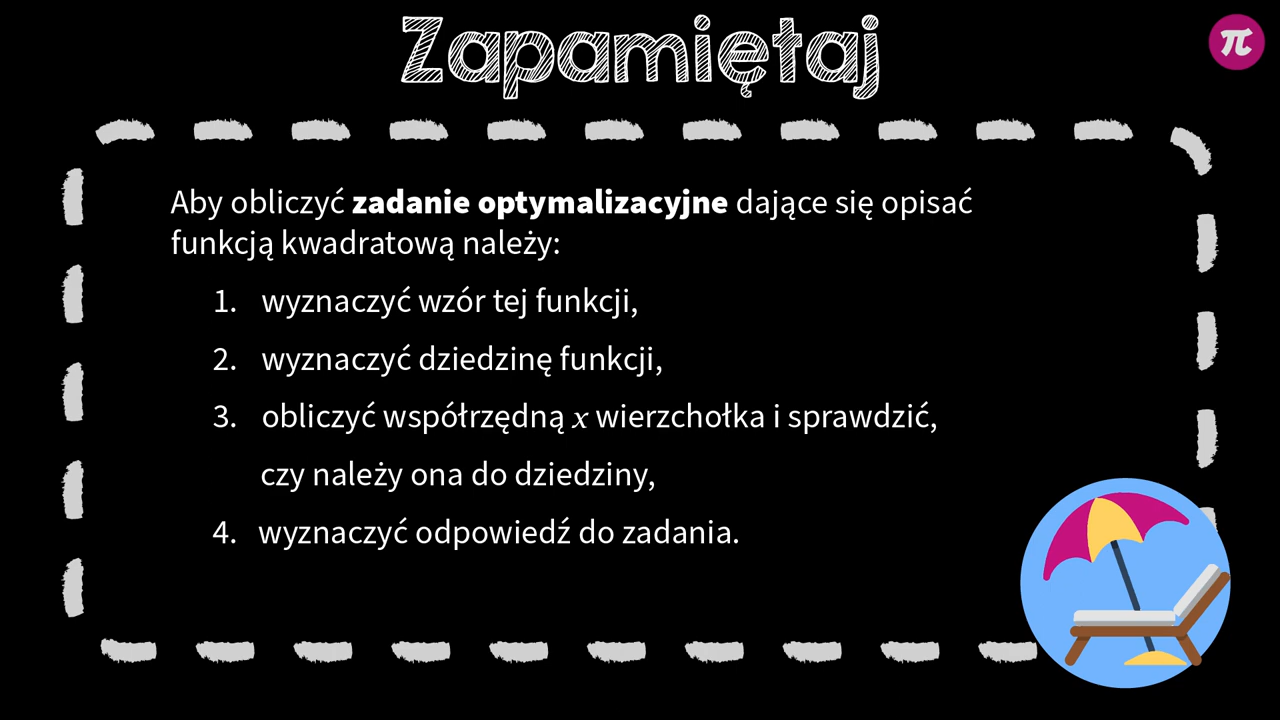 Zapamiętaj
π
Aby obliczyć zadanie optymalizacyjne dające się opisać
funkcją kwadratową należy:
1. wyznaczyć wzór tej funkcji,
2. wyznaczyć dziedzinę funkcji,
3. obliczyć współrzędną x wierzchołka i sprawdzić,
czy należy ona do dziedziny,
4. wyznaczyć odpowiedź do zadania.